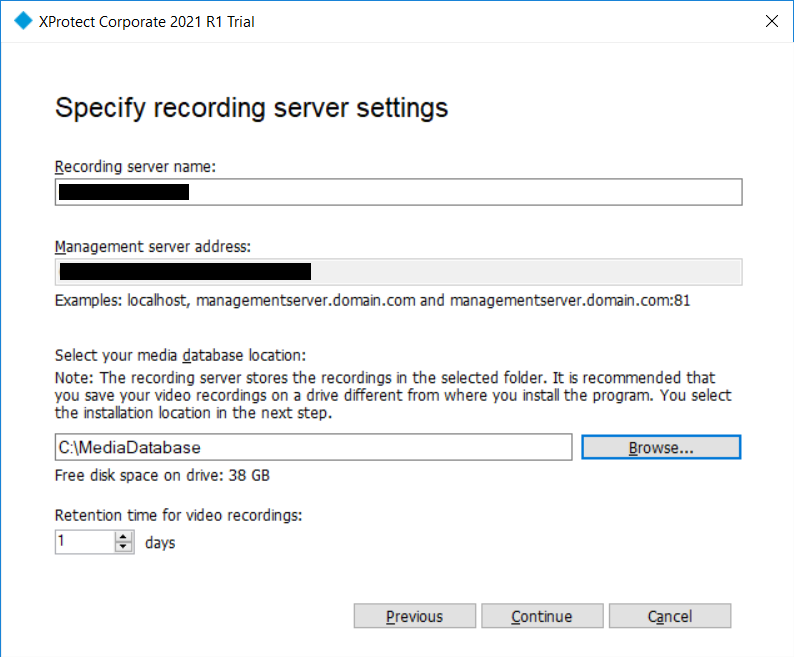 XProtect Corporate 2021 R1 Trial
Specify recording server settings
Recording server name:
Management server address:
Examples: localhost, managementserver.domain.com and managementserver.domain.com:81
Select your media database location:
Note: The recording server stores the recordings in the selected folder. It is recommended that
you save your video recordings on a drive different from where you install the program. You select
the installation location in the next step.
C:\MediaDatabase
Browse...
Free disk space on drive: 38 GB
Retention time for video recordings:
1 days
Previous Continue Cancel